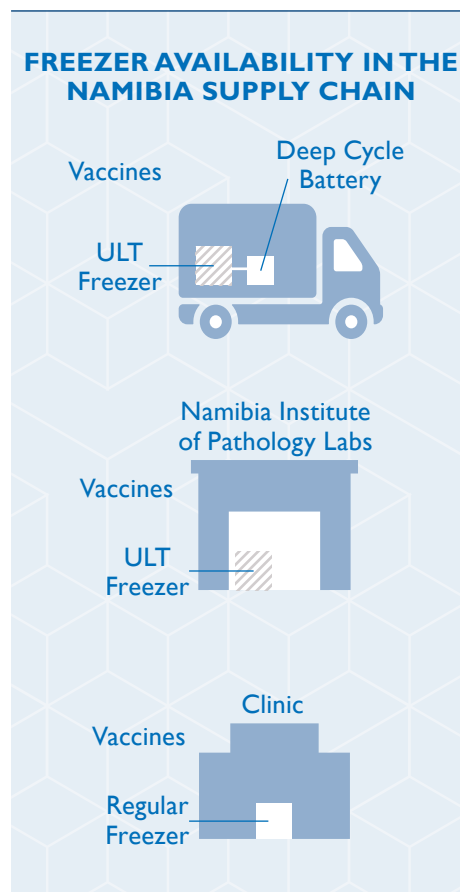 FREEZER AVAILABILITY IN THE
NAMIBIA SUPPLY CHAIN
Vaccines
Deep Cycle
Battery
ULT
Freezer
Namibia Institute
of Pathology Labs
Vaccines
ULT
Freezer
Clinic
Vaccines
Regular
Freezer